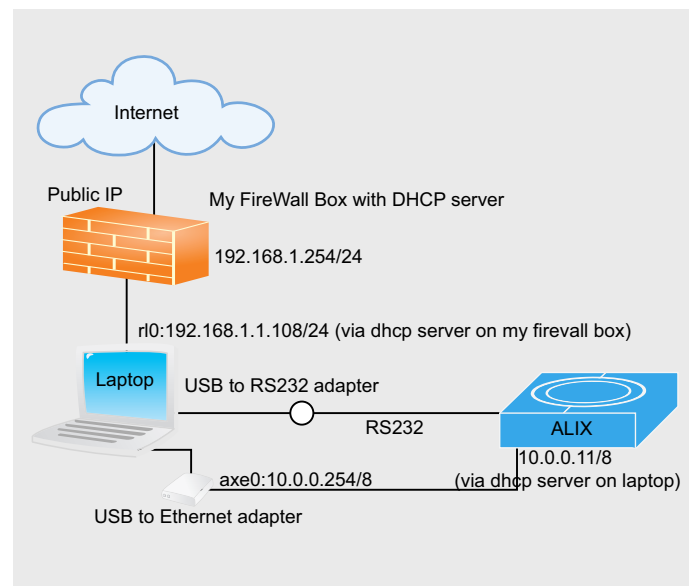 Internet
Public IP
My FireWall Box with DHCP server
192.168.1.254/24
rl0:192.168.1.1.108/24 (via dhcp server on my firevall box)
Laptop
USB to RS232 adapter
RS232
ALIX
10.0.0.11/8
(via dhcp server on laptop)
axe0:10.0.0.254/8
USB to Ethernet adapter